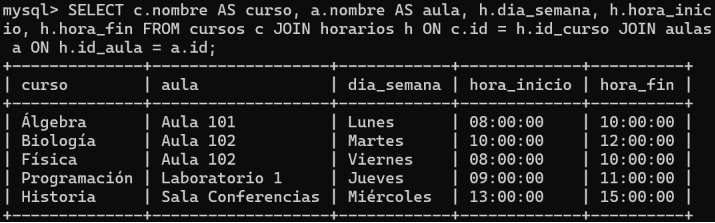 mysql> SELECT c.nombre AS curso, a.nombre AS aula, h.dia_semana, h.hora_inic
io, h.hora_fin FROM cursos c JOIN horarios h ON c.id = h.id_curso JOIN aulas
 a ON h.id_aula = a.id;
+--------------+--------------------+------------+-------------+----------+
| curso        | aula               | dia_semana | hora_inicio | hora_fin |
+--------------+--------------------+------------+-------------+----------+
| Álgebra      | Aula 101           | Lunes      | 08:00:00    | 10:00:00 |
| Biología     | Aula 102           | Martes     | 10:00:00    | 12:00:00 |
| Física       | Aula 102           | Viernes    | 08:00:00    | 10:00:00 |
| Programación | Laboratorio 1      | Jueves     | 09:00:00    | 11:00:00 |
| Historia     | Sala Conferencias  | Miércoles  | 13:00:00    | 15:00:00 |
+--------------+--------------------+------------+-------------+----------+